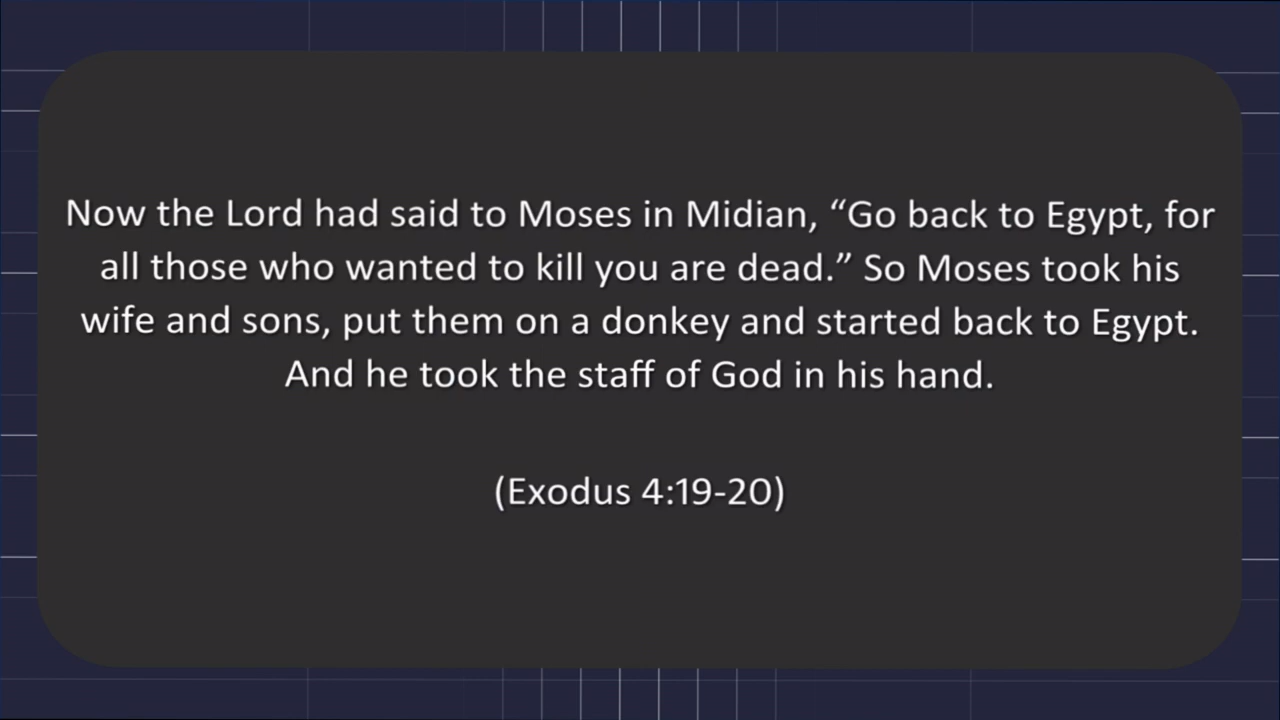 Now the Lord had said to Moses in Midian, “Go back to Egypt, for
all those who wanted to kill you are dead.” So Moses took his
wife and sons, put them on a donkey and started back to Egypt.
And he took the staff of God in his hand.
(Exodus 4:19-20)